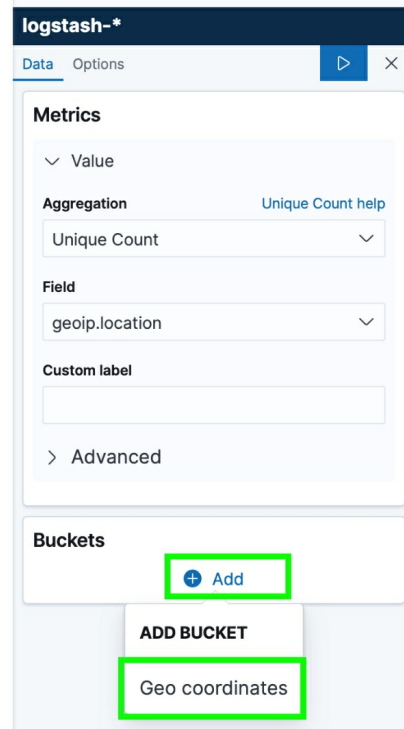 logstash-*
Data Options
Metrics
Value
Aggregation Unique Count help
Unique Count
Field
geoip.location
Custom label
Advanced
Buckets
Add
ADD BUCKET
Geo coordinates